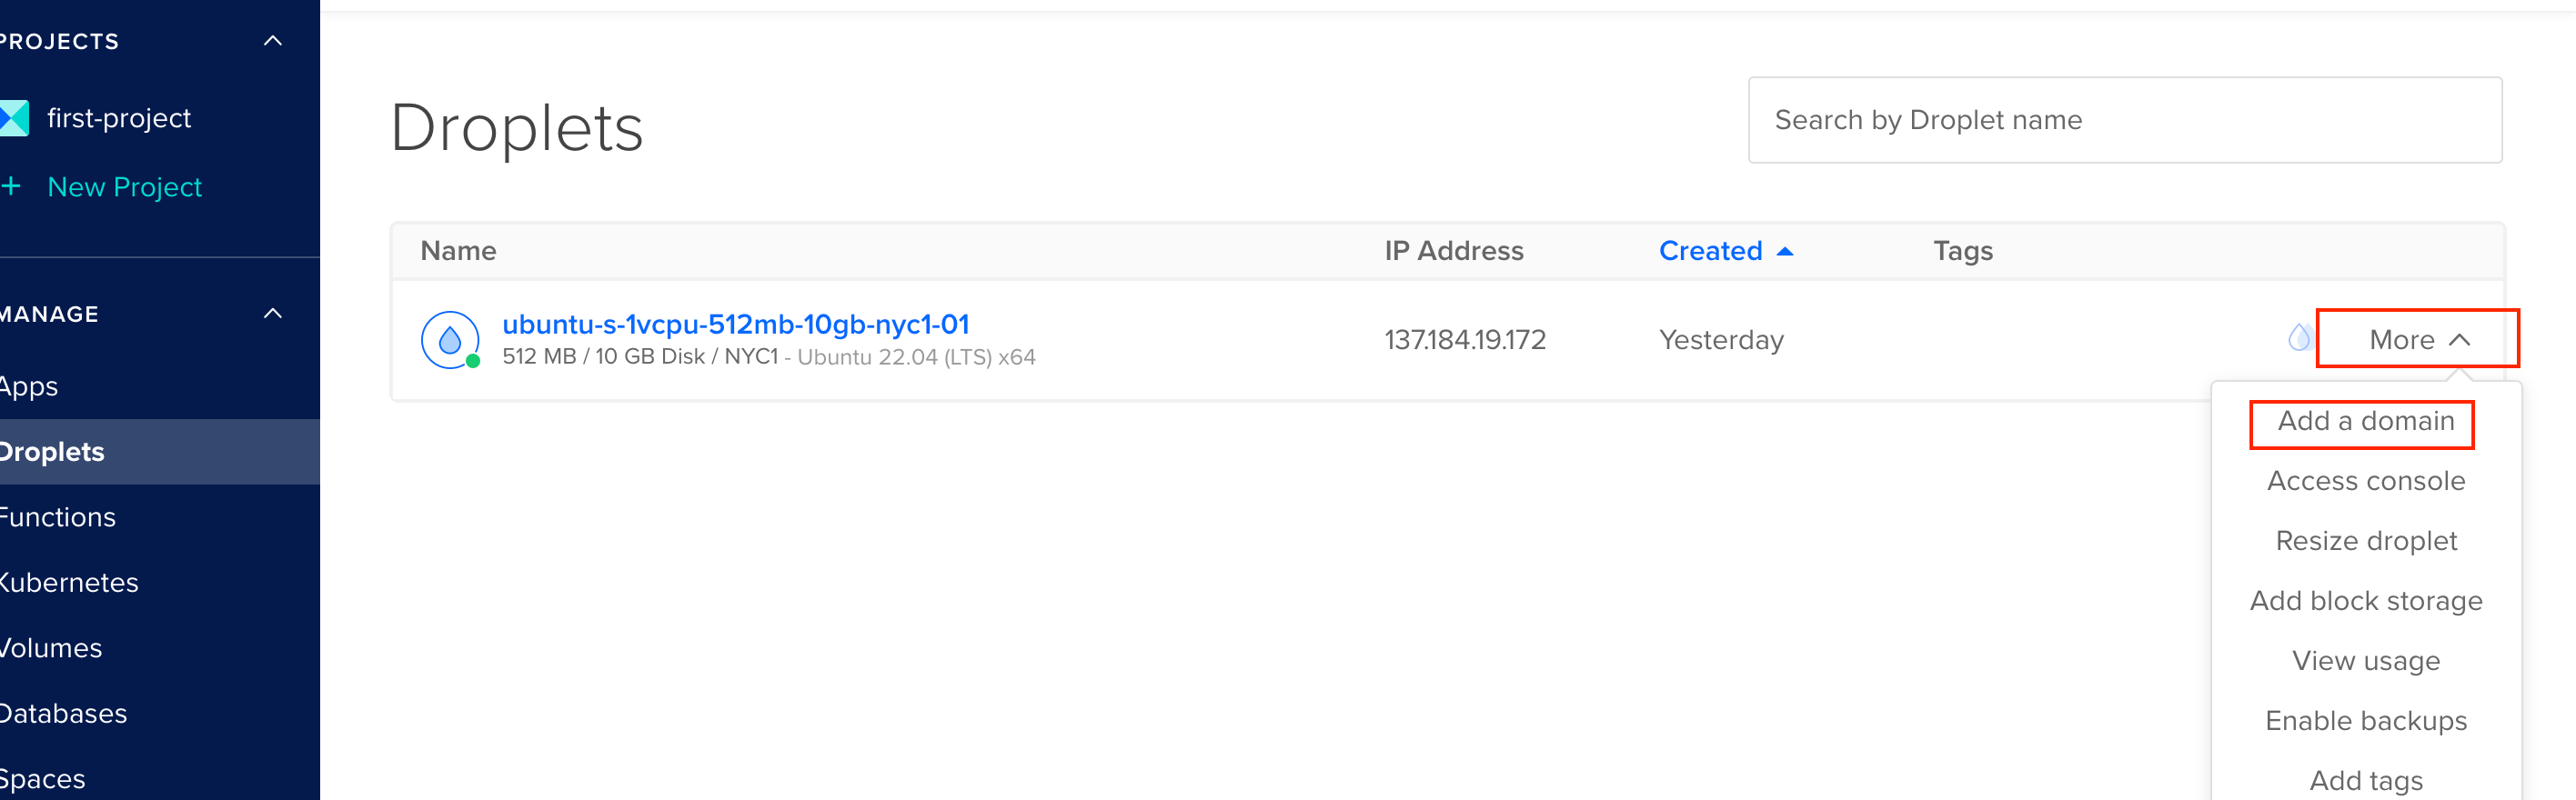 PROJECTS
first-project
+ New Project
MANAGE
Apps
Droplets
Functions
Kubernetes
Volumes
Databases
Spaces
Droplets
Search by Droplet name
Name IP Address Created Tags
ubuntu-s-1vcpu-512mb-10gb-nyc1-01
512 MB / 10 GB Disk / NYC1 - Ubuntu 22.04 (LTS) x64
137.184.19.172
Yesterday
More
Add a domain
Access console
Resize droplet
Add block storage
View usage
Enable backups
Add tags